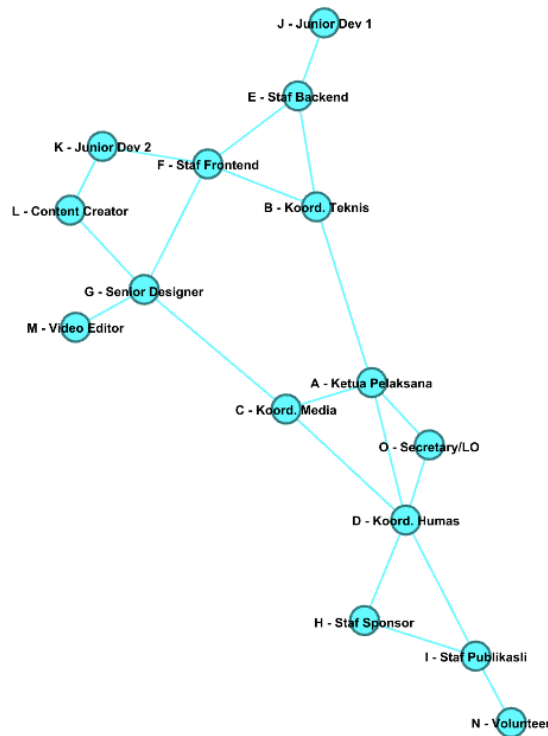 J - Junior Dev 1
E - Staf Backend
K - Junior Dev 2
F - Staf Frontend
L - Content Creator
B - Koord. Teknis
G - Senior Designer
M - Video Editor
A - Ketua Pelaksana
C - Koord. Media
O - Secretary/LO
D - Koord. Humas
H - Staf Sponsor
I - Staf Publikasli
N - Volunteer